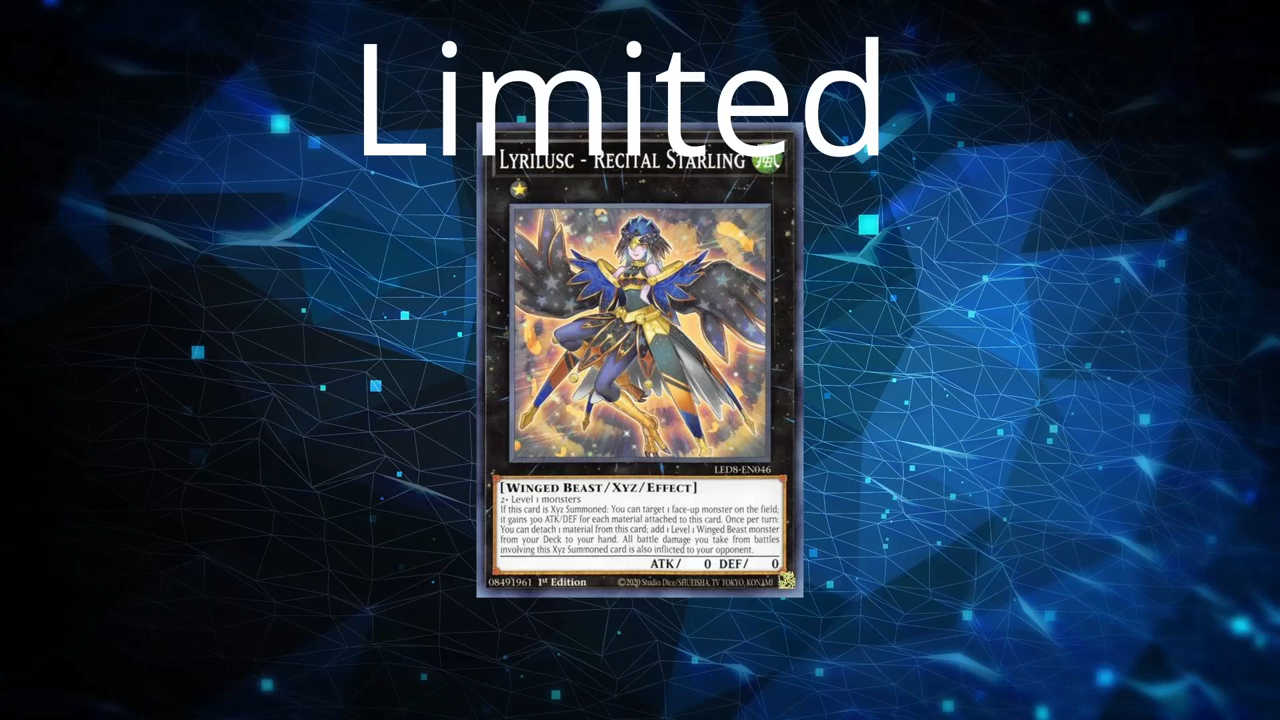 Limited
LYRILUSC - RECITAL STARLING
風
LED8-EN046
[WINGED BEAST/XYZ/EFFECT]
2+ Level 1 monsters
If this card is Xyz Summoned: You can target 1 face-up monster on the field;
it gains 300 ATK/DEF for each material attached to this card. Once per turn:
You can detach 1 material from this card; add 1 Level 1 Winged Beast monster
from your Deck to your hand. All battle damage you take from battles
involving this Xyz Summoned card is also inflicted to your opponent.
ATK/ 0 DEF/ 0
08491961 1st Edition ©2020 Studio Dice/SHUEISHA, TV TOKYO, KONAMI